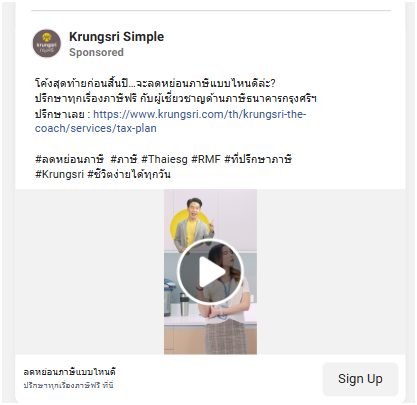 Krungsri Simple
Sponsored
krungsri
กรุงศรี
โค้งสุดท้ายก่อนสิ้นปี...จะลดหย่อนภาษีแบบไหนดีล่ะ?
ปรึกษาทุกเรื่องภาษีฟรี กับผู้เชี่ยวชาญด้านภาษีธนาคารกรุงศรีฯ
ปรึกษาเลย : https://www.krungsri.com/th/krungsri-the-
coach/services/tax-plan
#ลดหย่อนภาษี #ภาษี #Thaiesg #RMF #ที่ปรึกษาภาษี
#Krungsri #ชีวิตง่ายได้ทุกวัน
ลดหย่อนภาษีแบบไหนดี
ปรึกษาทุกเรื่องภาษีฟรี ที่นี่
Sign Up